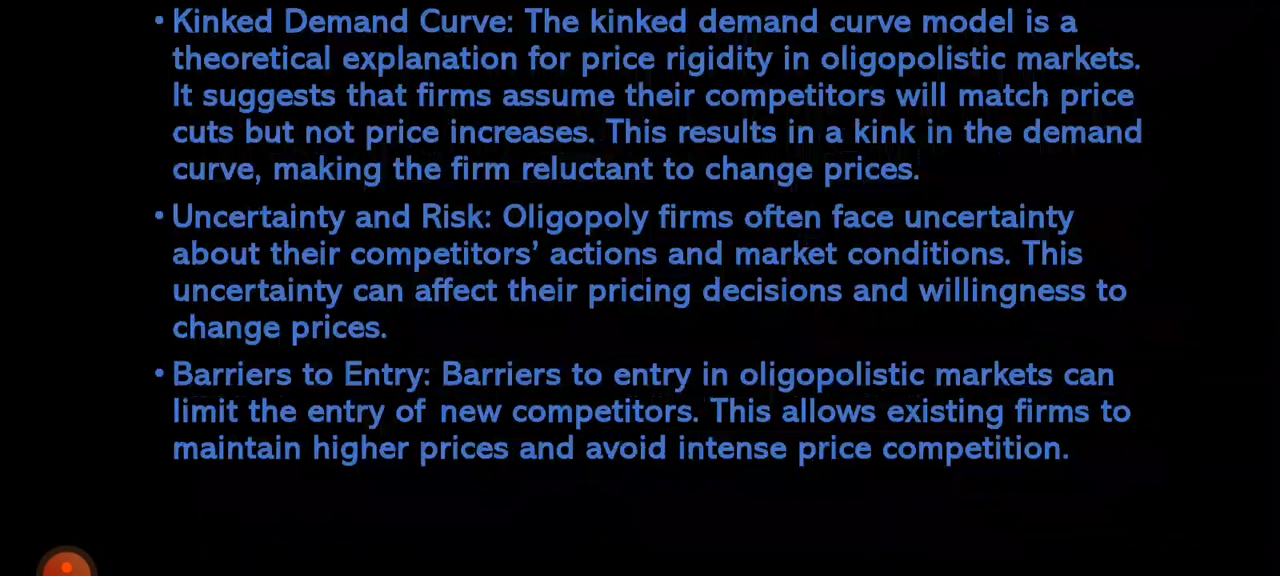 • Kinked Demand Curve: The kinked demand curve model is a
theoretical explanation for price rigidity in oligopolistic markets.
It suggests that firms assume their competitors will match price
cuts but not price increases. This results in a kink in the demand
curve, making the firm reluctant to change prices.
• Uncertainty and Risk: Oligopoly firms often face uncertainty
about their competitors’ actions and market conditions. This
uncertainty can affect their pricing decisions and willingness to
change prices.
• Barriers to Entry: Barriers to entry in oligopolistic markets can
limit the entry of new competitors. This allows existing firms to
maintain higher prices and avoid intense price competition.